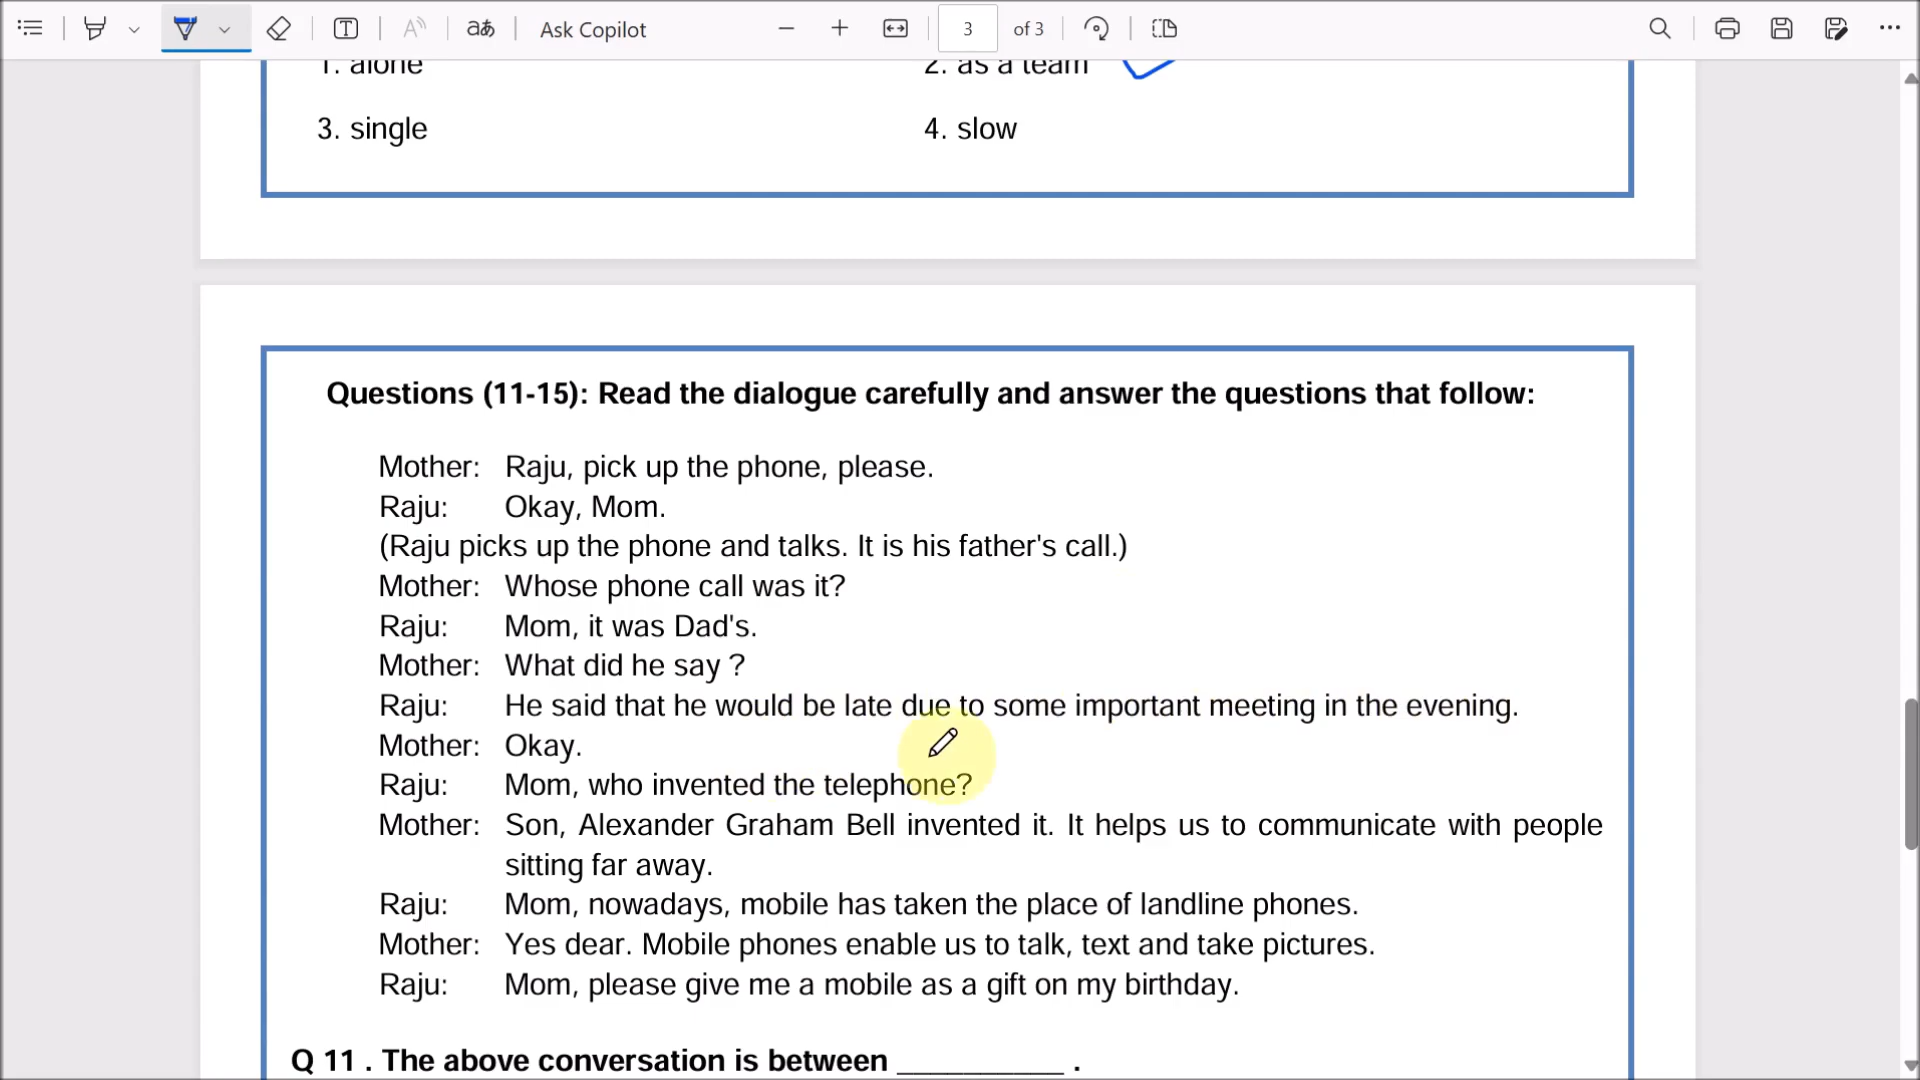 Ask Copilot
3 of 3
1. alone 2. as a team
3. single 4. slow
Questions (11-15): Read the dialogue carefully and answer the questions that follow:
Mother: Raju, pick up the phone, please.
Raju: Okay, Mom.
(Raju picks up the phone and talks. It is his father's call.)
Mother: Whose phone call was it?
Raju: Mom, it was Dad's.
Mother: What did he say ?
Raju: He said that he would be late due to some important meeting in the evening.
Mother: Okay.
Raju: Mom, who invented the telephone?
Mother: Son, Alexander Graham Bell invented it. It helps us to communicate with people
sitting far away.
Raju: Mom, nowadays, mobile has taken the place of landline phones.
Mother: Yes dear. Mobile phones enable us to talk, text and take pictures.
Raju: Mom, please give me a mobile as a gift on my birthday.
Q 11 . The above conversation is between __________ .